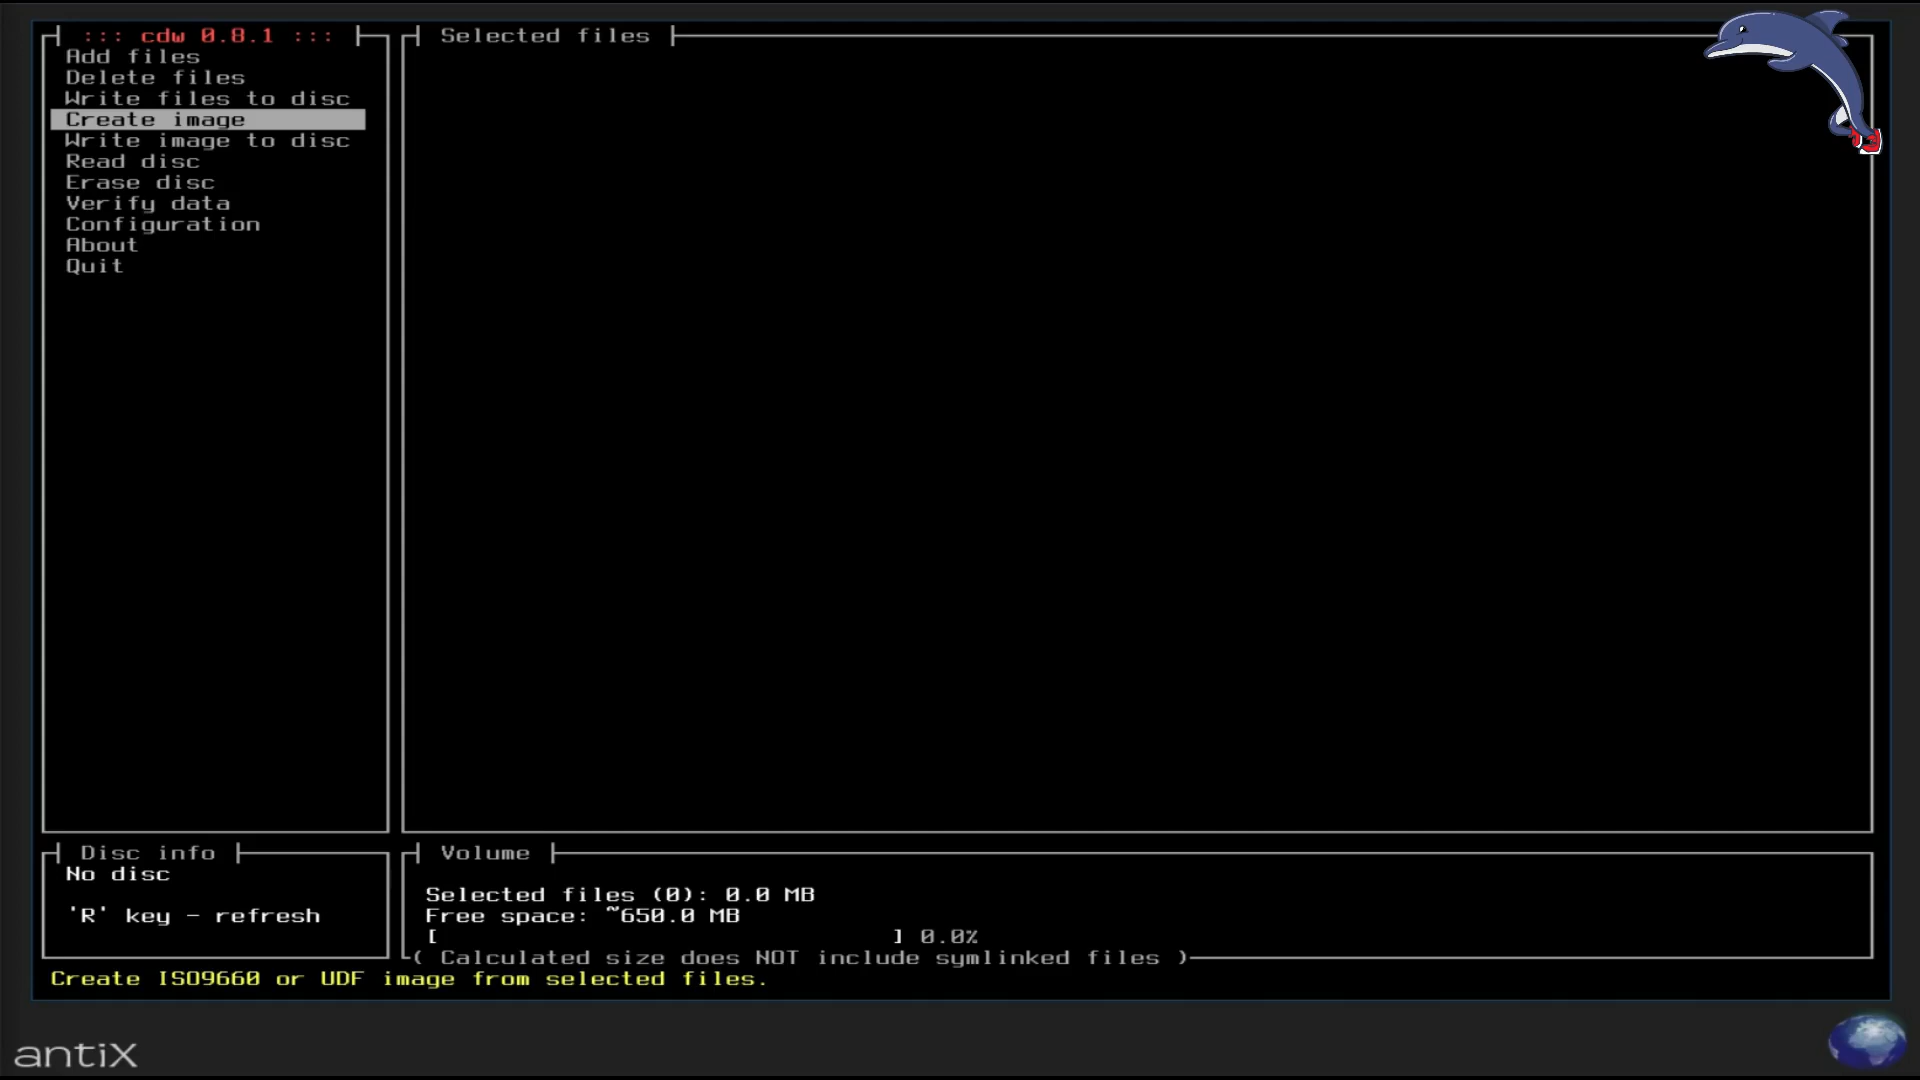 ::: cdw 0.8.1 :::
Add files
Delete files
Write files to disc
Create image
Write image to disc
Read disc
Erase disc
Verify data
Configuration
About
Quit
Selected files
Disc info
No disc
'R' key - refresh
Volume
Selected files (0): 0.0 MB
Free space: ~650.0 MB
[ ] 0.0%
( Calculated size does NOT include symlinked files )
Create ISO9660 or UDF image from selected files.
antiX